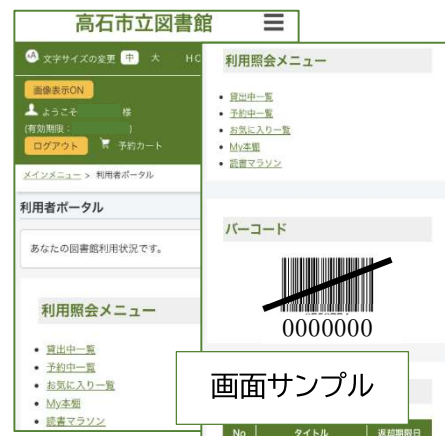 高石市立図書館
文字サイズの変更 中 大 HC
画像表示ON
ようこそ 様
(有効期限: )
ログアウト 予約カート
メインメニュー > 利用者ポータル
利用者ポータル
あなたの図書館利用状況です。
利用照会メニュー
• 貸出中一覧
• 予約中一覧
• お気に入り一覧
• My本棚
• 読書マラソン
利用照会メニュー
• 貸出中一覧
• 予約中一覧
• お気に入り一覧
• My本棚
• 読書マラソン
バーコード
0000000
画面サンプル
No タイトル 返却期限日